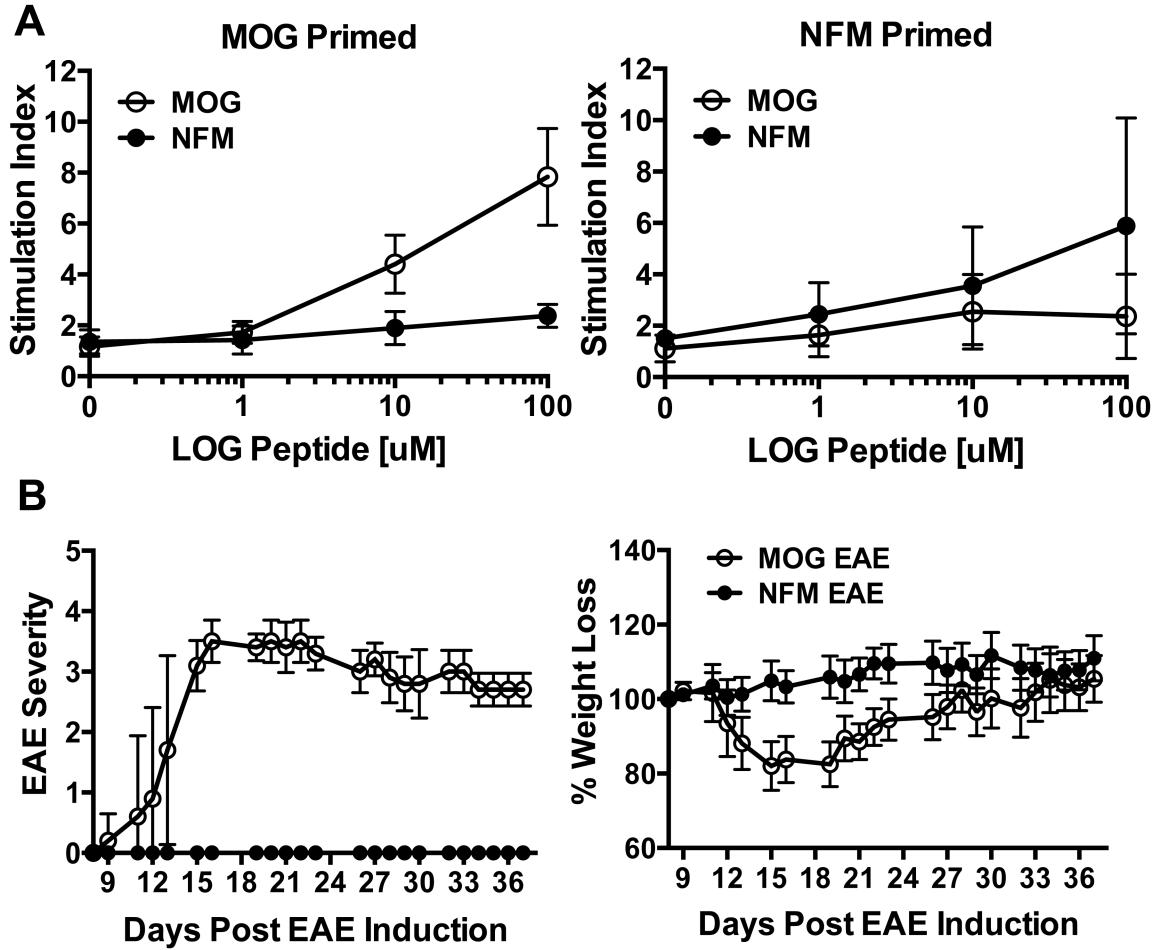 A
MOG Primed
NFM Primed
12
10
8
6
4
2
0
Stimulation Index
MOG
NFM
0 1 10 100
LOG Peptide [uM]
12
10
8
6
4
2
0
Stimulation Index
MOG
NFM
0 1 10 100
LOG Peptide [uM]
B
5
4
3
2
1
0
EAE Severity
9 12 15 18 21 24 27 30 33 36
Days Post EAE Induction
140
120
100
80
60
% Weight Loss
MOG EAE
NFM EAE
9 12 15 18 21 24 27 30 33 36
Days Post EAE Induction